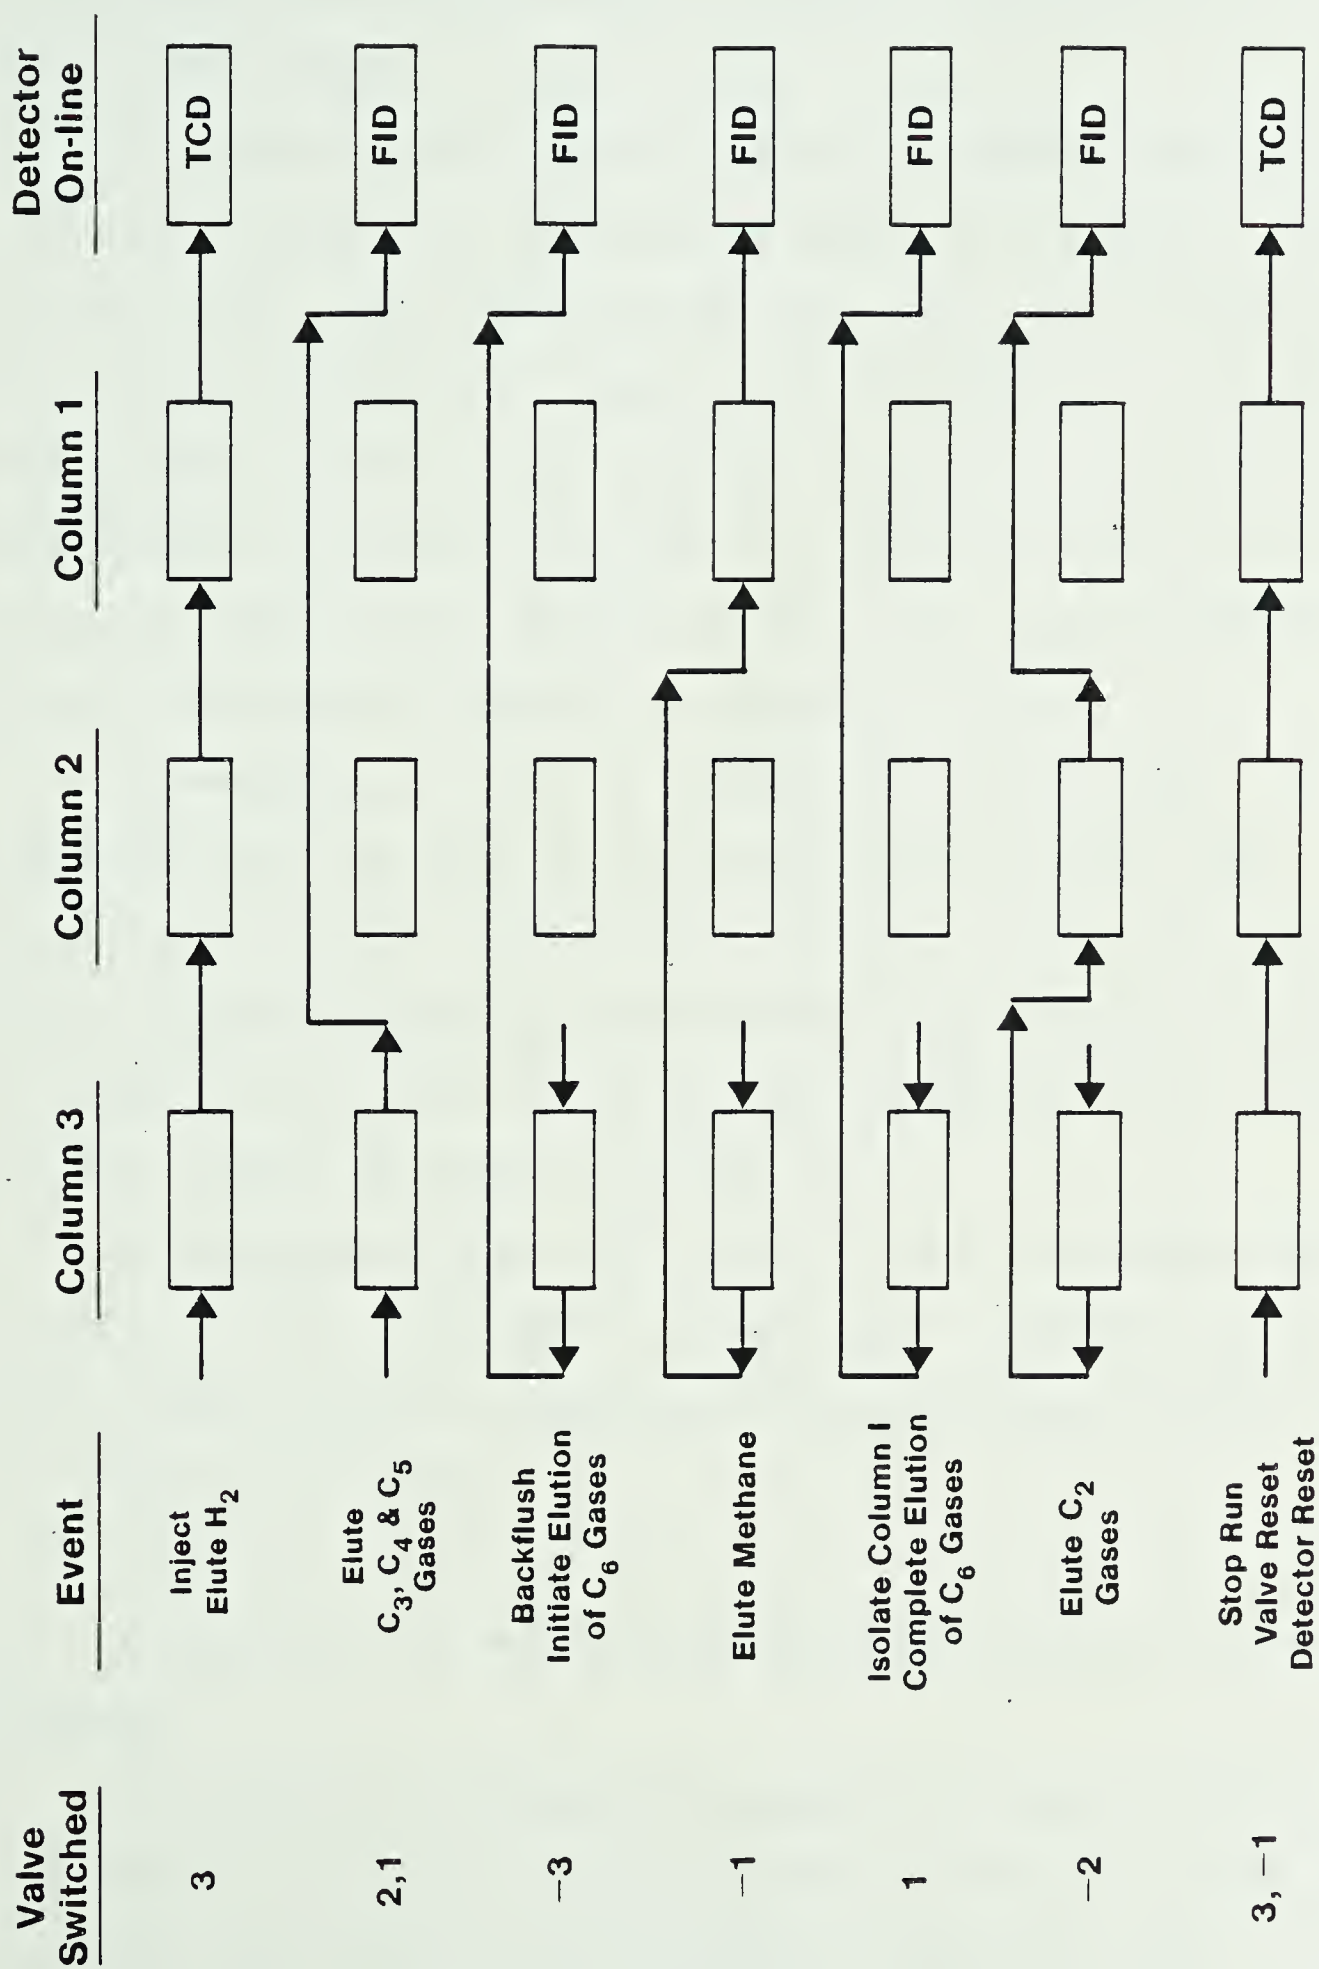 Valve
Switched
Event
Column 3
Column 2
Column 1
Detector
On-line
3
Inject
Elute H₂
TCD
2,1
Elute
C₃, C₄ & C₅
Gases
FID
−3
Backflush
Initiate Elution
of C₆ Gases
FID
−1
Elute Methane
FID
1
Isolate Column I
Complete Elution
of C₆ Gases
FID
−2
Elute C₂
Gases
FID
3, −1
Stop Run
Valve Reset
Detector Reset
TCD